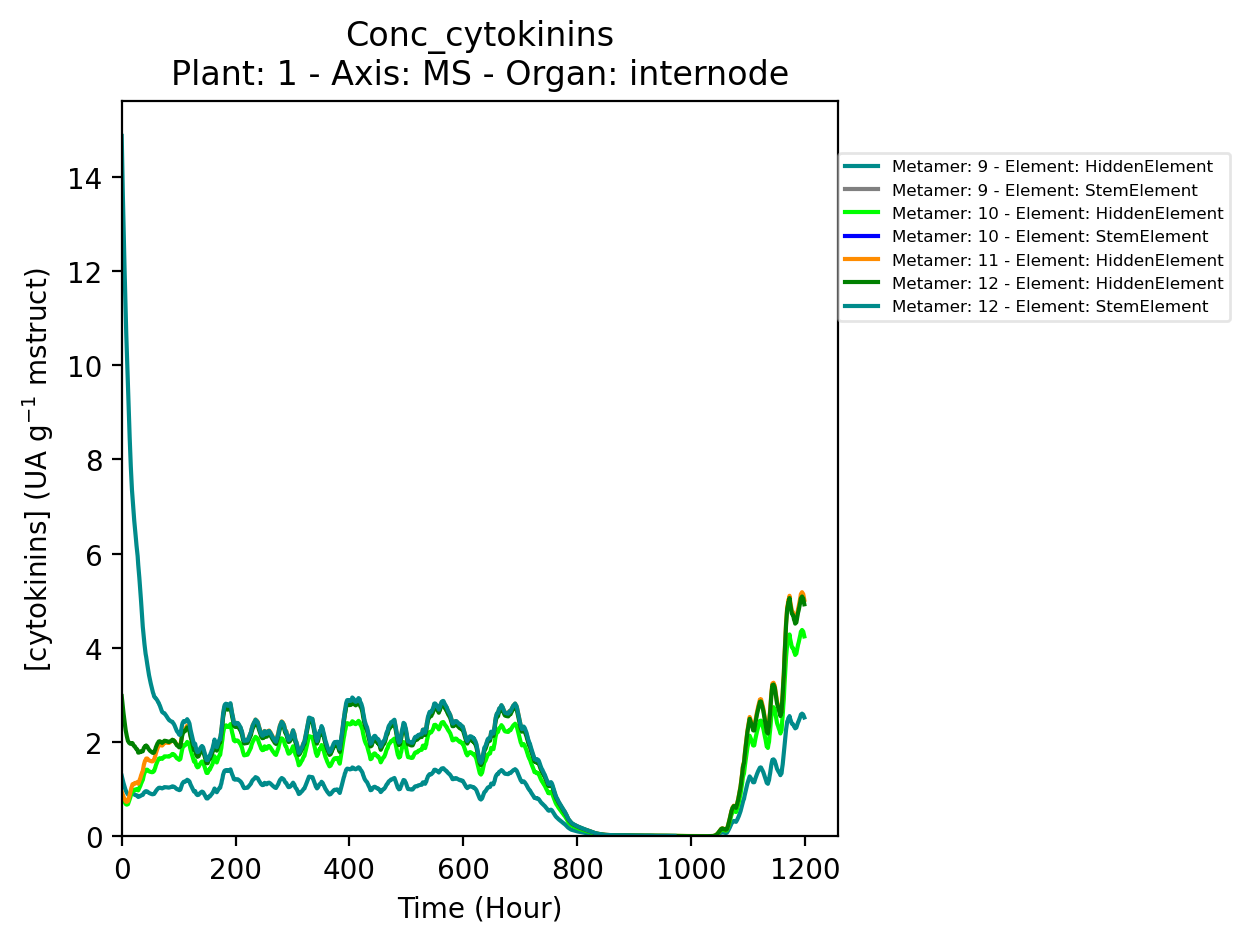 Conc_cytokinins
Plant: 1 - Axis: MS - Organ: internode
[cytokinins] (UA g⁻¹ mstruct)
14
12
10
8
6
4
2
0
0 200 400 600 800 1000 1200
Time (Hour)
Metamer: 9 - Element: HiddenElement
Metamer: 9 - Element: StemElement
Metamer: 10 - Element: HiddenElement
Metamer: 10 - Element: StemElement
Metamer: 11 - Element: HiddenElement
Metamer: 12 - Element: HiddenElement
Metamer: 12 - Element: StemElement